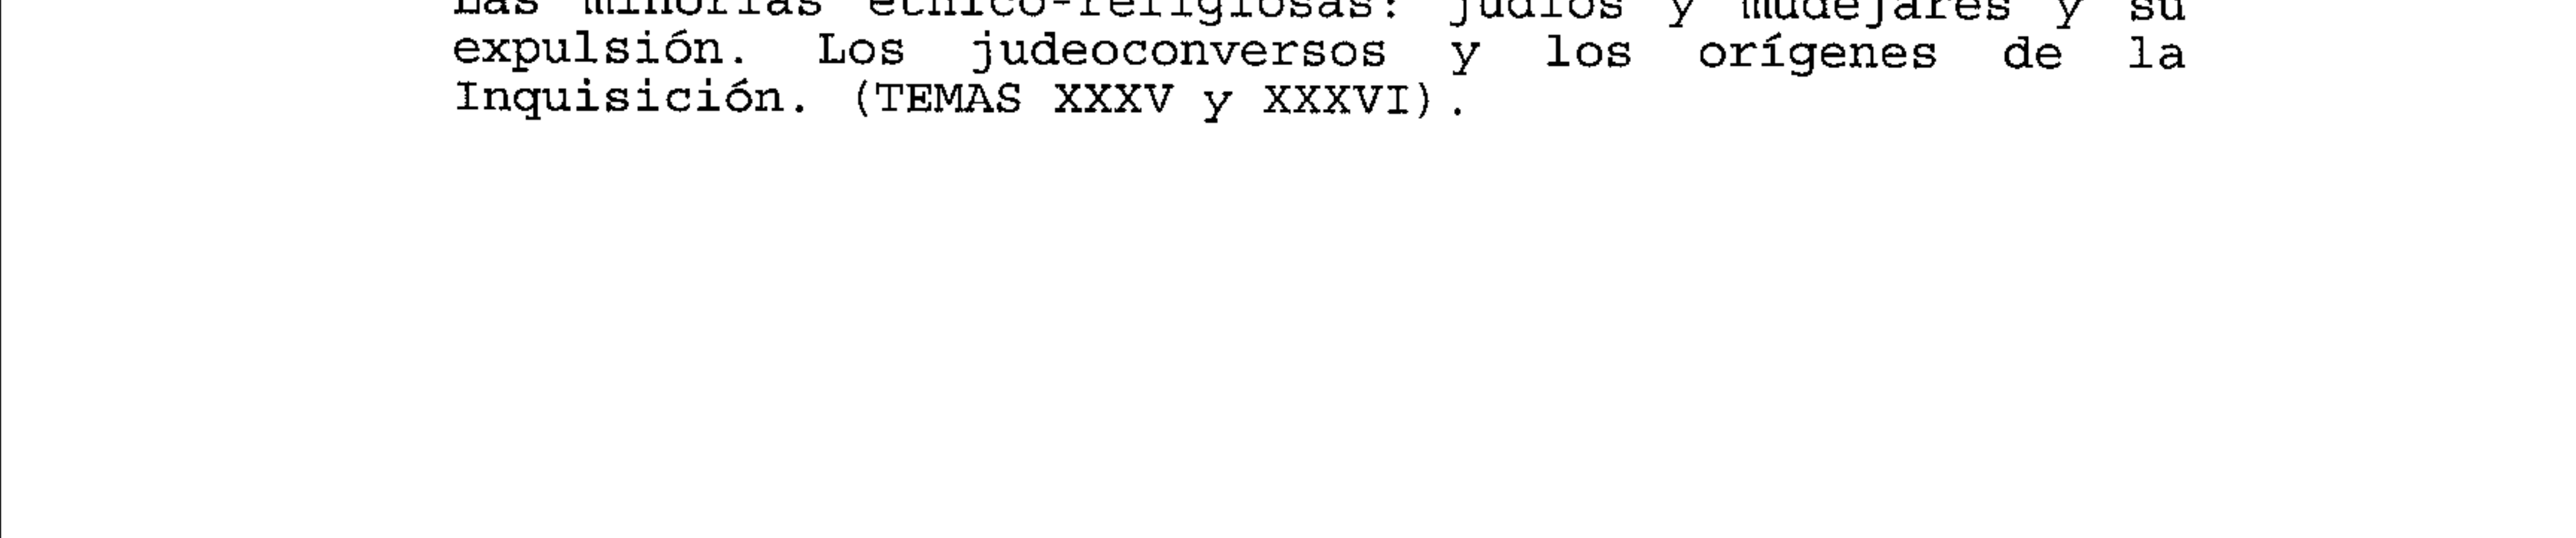 Las minorías étnico-religiosas: judíos y mudéjares y su
expulsión. Los judeoconversos y los orígenes de la
Inquisición. (TEMAS XXXV y XXXVI).